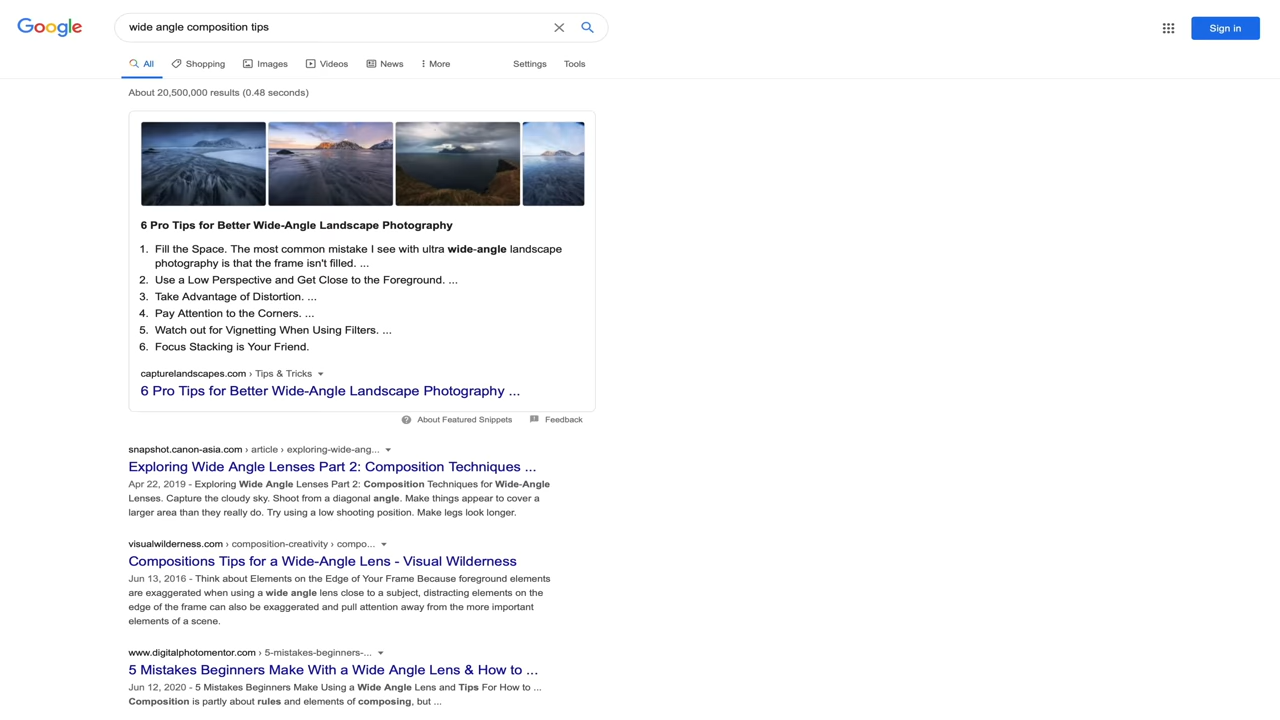 Google
wide angle composition tips
Sign in
All Shopping Images Videos News More Settings Tools
About 20,500,000 results (0.48 seconds)
6 Pro Tips for Better Wide-Angle Landscape Photography
1. Fill the Space. The most common mistake I see with ultra wide-angle landscape
photography is that the frame isn't filled. ...
2. Use a Low Perspective and Get Close to the Foreground. ...
3. Take Advantage of Distortion. ...
4. Pay Attention to the Corners. ...
5. Watch out for Vignetting When Using Filters. ...
6. Focus Stacking is Your Friend.
capturelandscapes.com › Tips & Tricks
6 Pro Tips for Better Wide-Angle Landscape Photography ...
About Featured Snippets Feedback
snapshot.canon-asia.com › article › exploring-wide-ang...
Exploring Wide Angle Lenses Part 2: Composition Techniques ...
Apr 22, 2019 - Exploring Wide Angle Lenses Part 2: Composition Techniques for Wide-Angle
Lenses. Capture the cloudy sky. Shoot from a diagonal angle. Make things appear to cover a
larger area than they really do. Try using a low shooting position. Make legs look longer.
visualwilderness.com › composition-creativity › compo...
Compositions Tips for a Wide-Angle Lens - Visual Wilderness
Jun 13, 2016 - Think about Elements on the Edge of Your Frame Because foreground elements
are exaggerated when using a wide angle lens close to a subject, distracting elements on the
edge of the frame can also be exaggerated and pull attention away from the more important
elements of a scene.
www.digitalphotomentor.com › 5-mistakes-beginners-...
5 Mistakes Beginners Make With a Wide Angle Lens & How to ...
Jun 12, 2020 - 5 Mistakes Beginners Make Using a Wide Angle Lens and Tips For How to ...
Composition is partly about rules and elements of composing, but ...